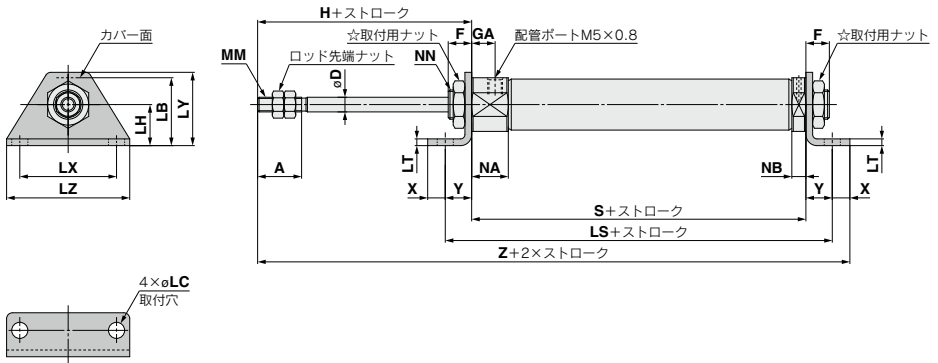 H+ストローク
カバー面
☆取付用ナット
F
GA
配管ポートM5×0.8
F
☆取付用ナット
MM
ロッド先端ナット
NN
øD
LH
LB
LY
LT
LT
LX
LZ
A
X
Y
NA
NB
Y
X
S+ストローク
LS+ストローク
Z+2×ストローク
4×øLC
取付穴